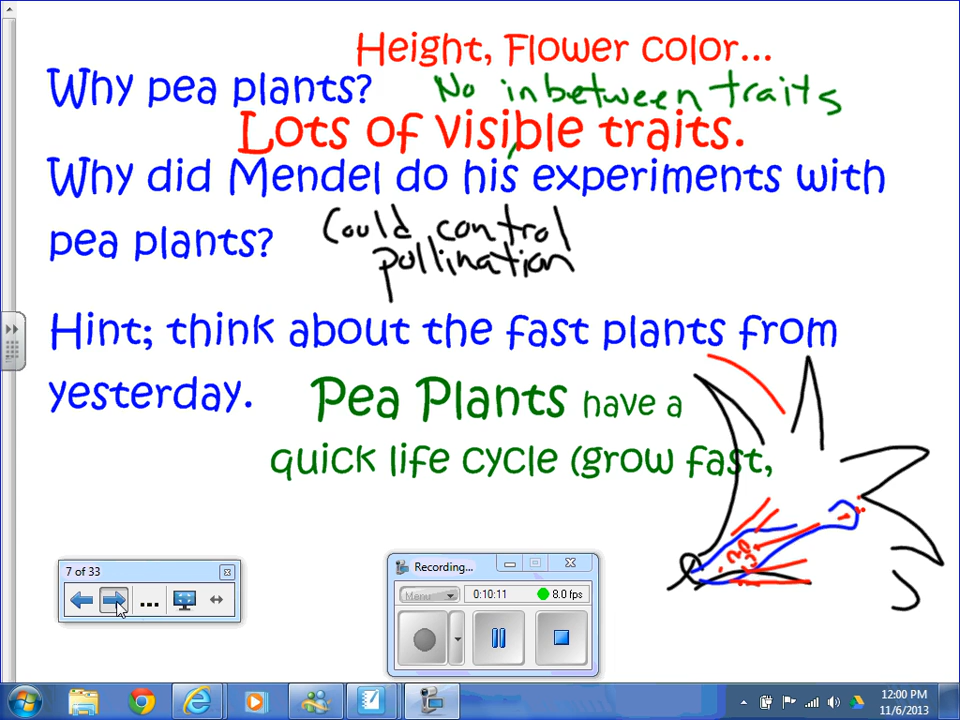 Height, Flower color...
Why pea plants? No inbetween traits
Lots of visible traits.
Why did Mendel do his experiments with
pea plants? Could control
pollination
Hint; think about the fast plants from
yesterday. Pea Plants have a
quick life cycle (grow fast,
7 of 33
...
Recording...
Menu
0:10:11
8.0 fps
12:00 PM
11/6/2013